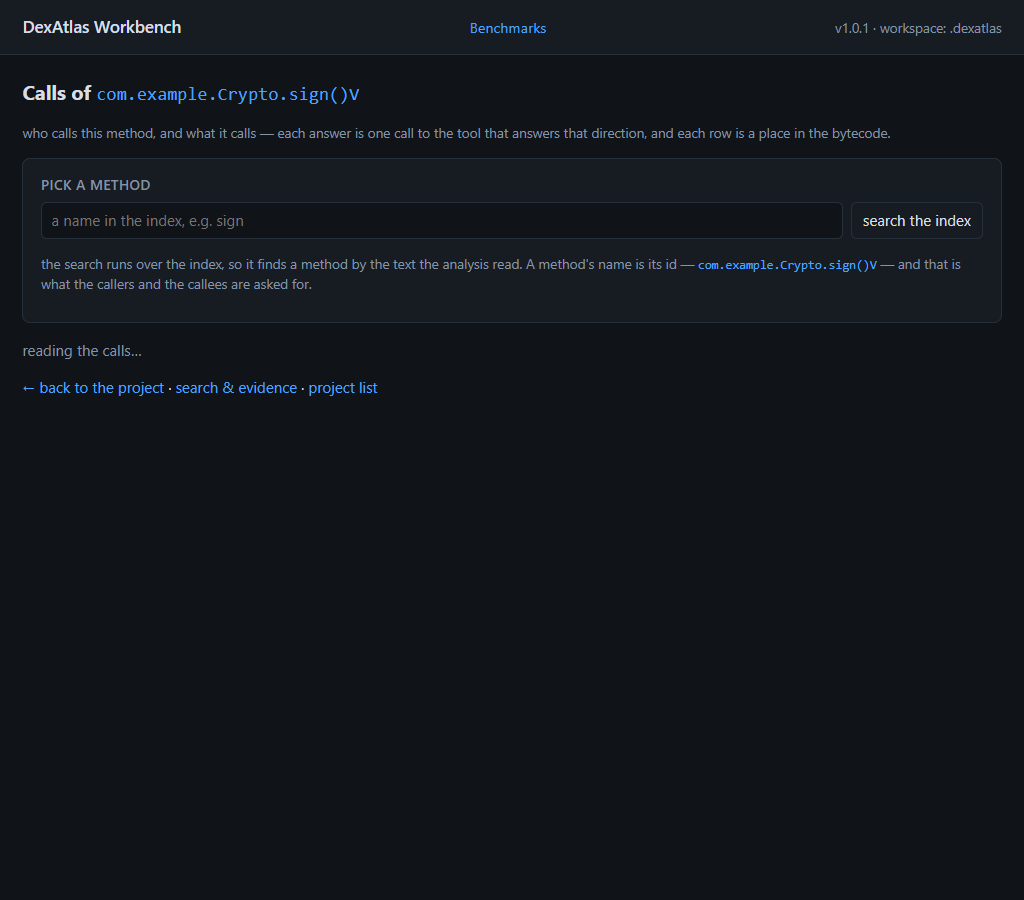 DexAtlas Workbench
Benchmarks
v1.0.1 · workspace: .dexatlas
Calls of com.example.Crypto.sign()V
who calls this method, and what it calls — each answer is one call to the tool that answers that direction, and each row is a place in the bytecode.
PICK A METHOD
a name in the index, e.g. sign
search the index
the search runs over the index, so it finds a method by the text the analysis read. A method's name is its id — com.example.Crypto.sign()V — and that is
what the callers and the callees are asked for.
reading the calls…
← back to the project · search & evidence · project list